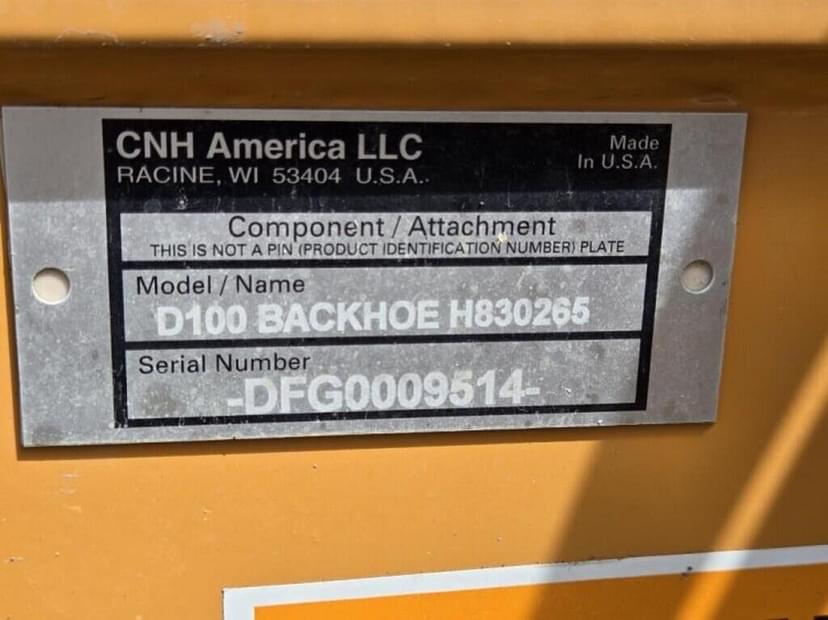 CNH America LLC
Made
RACINE, WI 53404 U.S.A.
In U.S.A.
Component / Attachment
THIS IS NOT A PIN (PRODUCT IDENTIFICATION NUMBER) PLATE
Model / Name
D100 BACKHOE H830265
Serial Number
-DFG0009514-